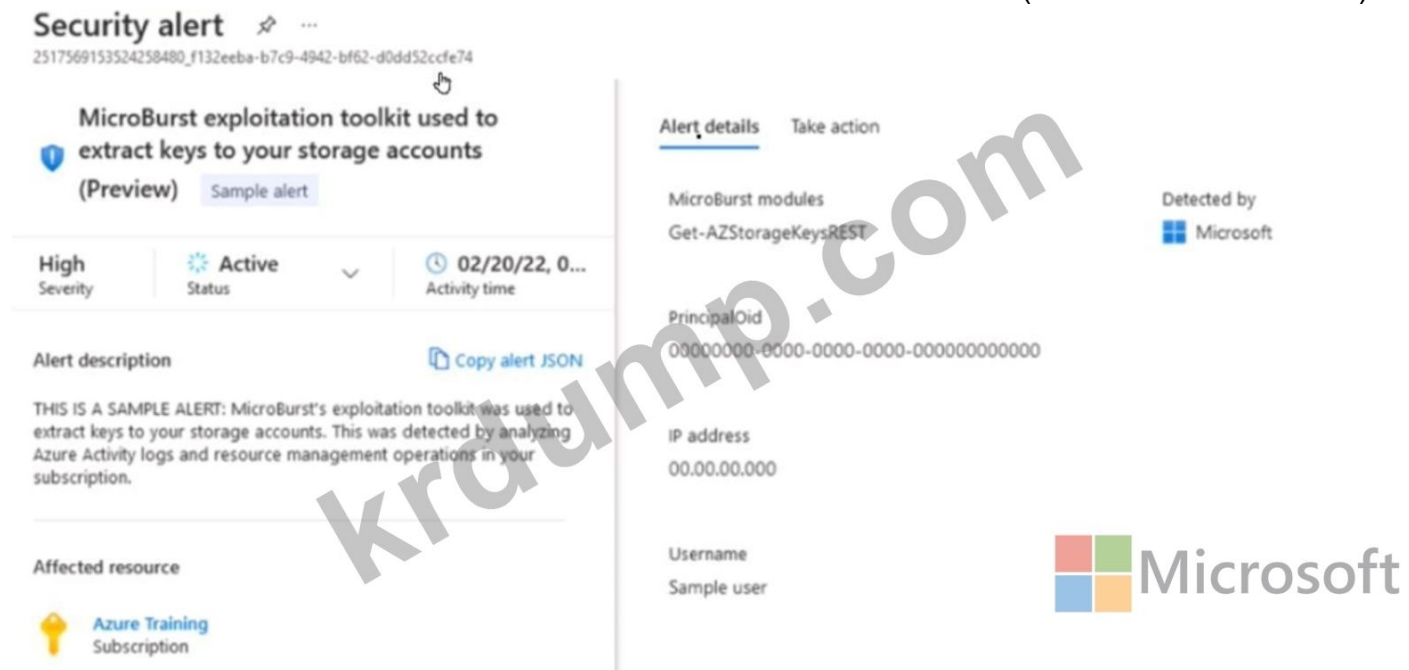 Security alert
2517569153524258480_f132eeba-b7c9-4942-bf62-d0dd52ccfe74
MicroBurst exploitation toolkit used to
extract keys to your storage accounts
(Preview) Sample alert
High
Severity
Active
Status
02/20/22, 0...
Activity time
Alert description
Copy alert JSON
THIS IS A SAMPLE ALERT: MicroBurst's exploitation toolkit was used to
extract keys to your storage accounts. This was detected by analyzing
Azure Activity logs and resource management operations in your
subscription.
Affected resource
Azure Training
Subscription
Alert details Take action
MicroBurst modules
Get-AZStorageKeysREST
Detected by
Microsoft
PrincipalOid
00000000-0000-0000-0000-000000000000
IP address
00.00.00.000
Username
Sample user
Microsoft
krdump.com